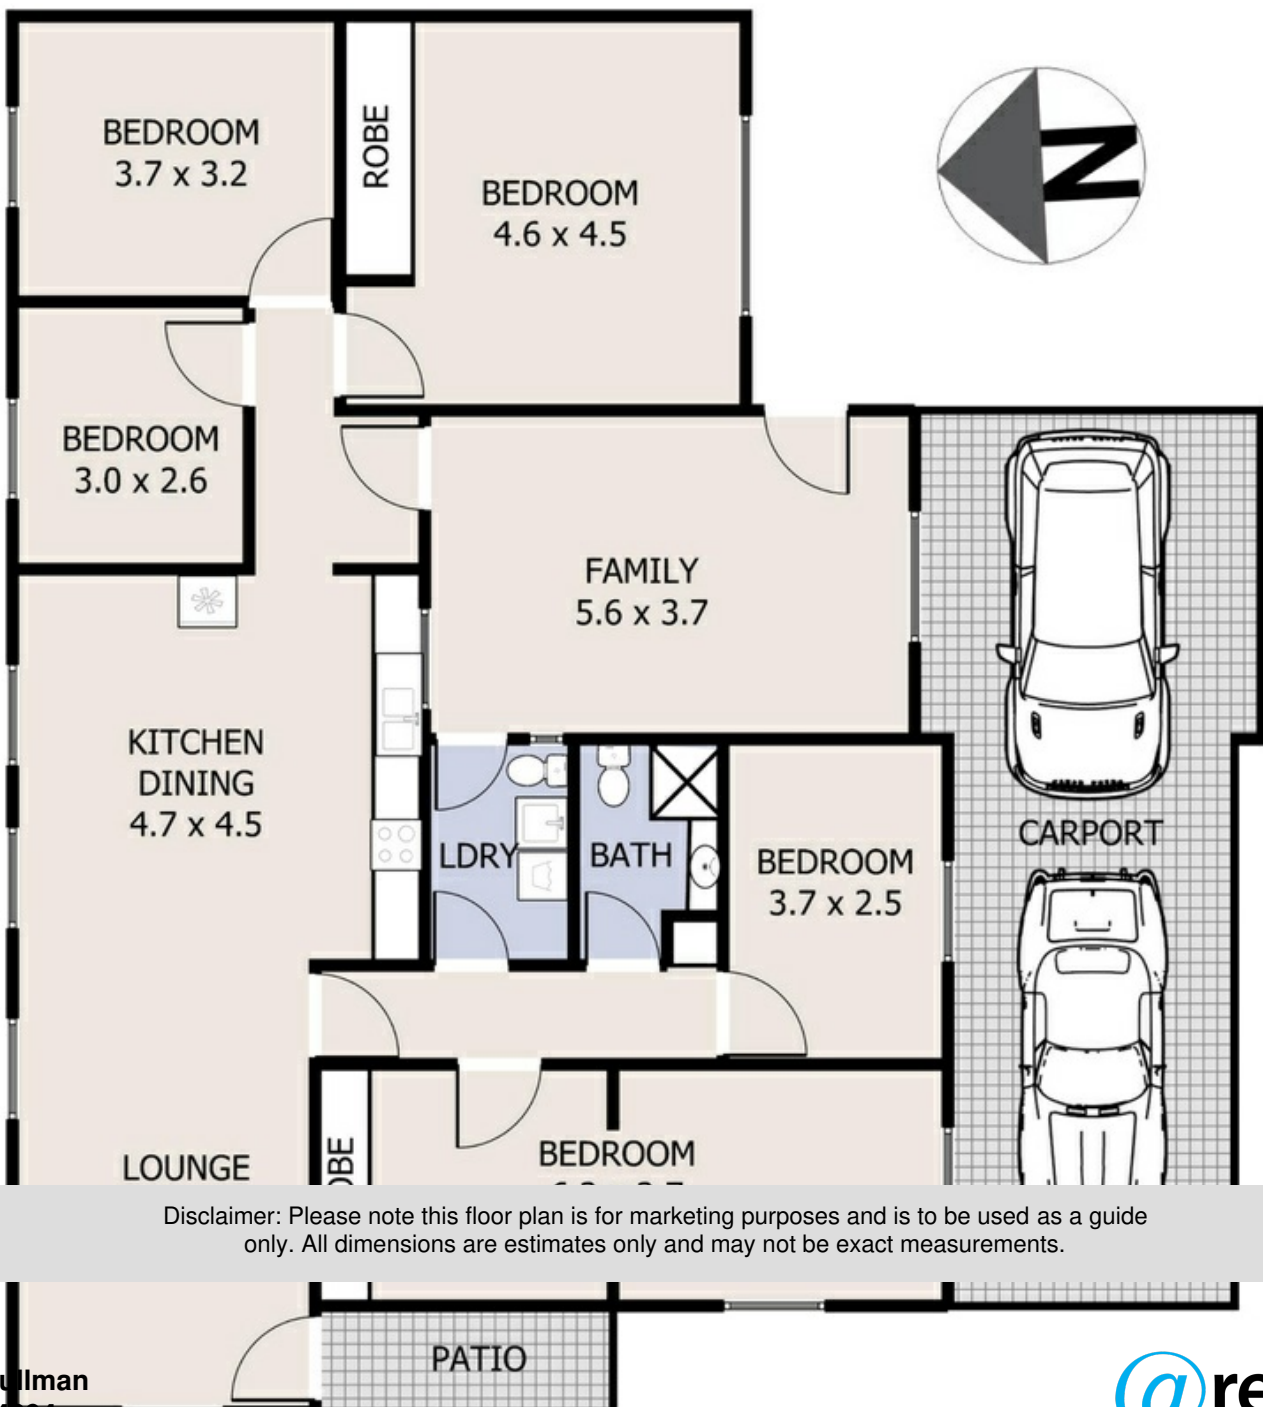 BEDROOM
3.7 x 3.2
ROBE
BEDROOM
4.6 x 4.5
N
BEDROOM
3.0 x 2.6
FAMILY
5.6 x 3.7
KITCHEN
DINING
4.7 x 4.5
LDRY
BATH
BEDROOM
3.7 x 2.5
CARPORT
LOUNGE
OBE
BEDROOM
Disclaimer: Please note this floor plan is for marketing purposes and is to be used as a guide
only. All dimensions are estimates only and may not be exact measurements.
PATIO
ullman
@re